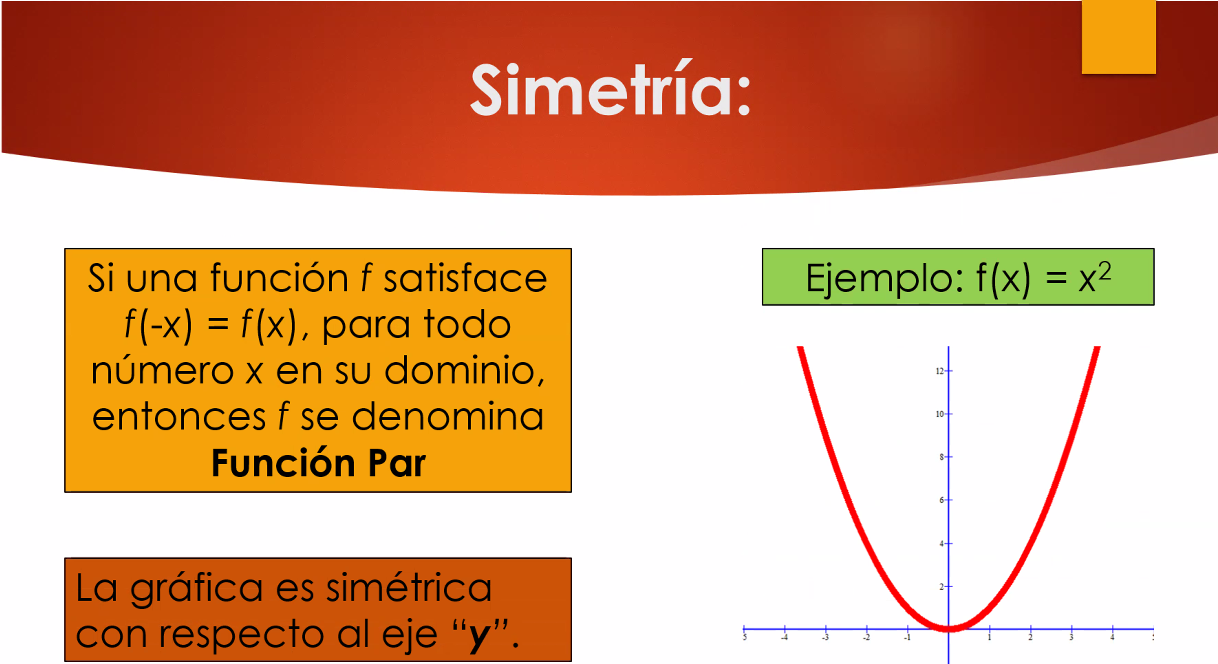 Simetría:
Si una función f satisface
f(-x) = f(x), para todo
número x en su dominio,
entonces f se denomina
Función Par
La gráfica es simétrica
con respecto al eje “y”.
Ejemplo: f(x) = x²
12
10
8
6
4
2
5 -4 -3 -2 -1 1 2 3 4 5